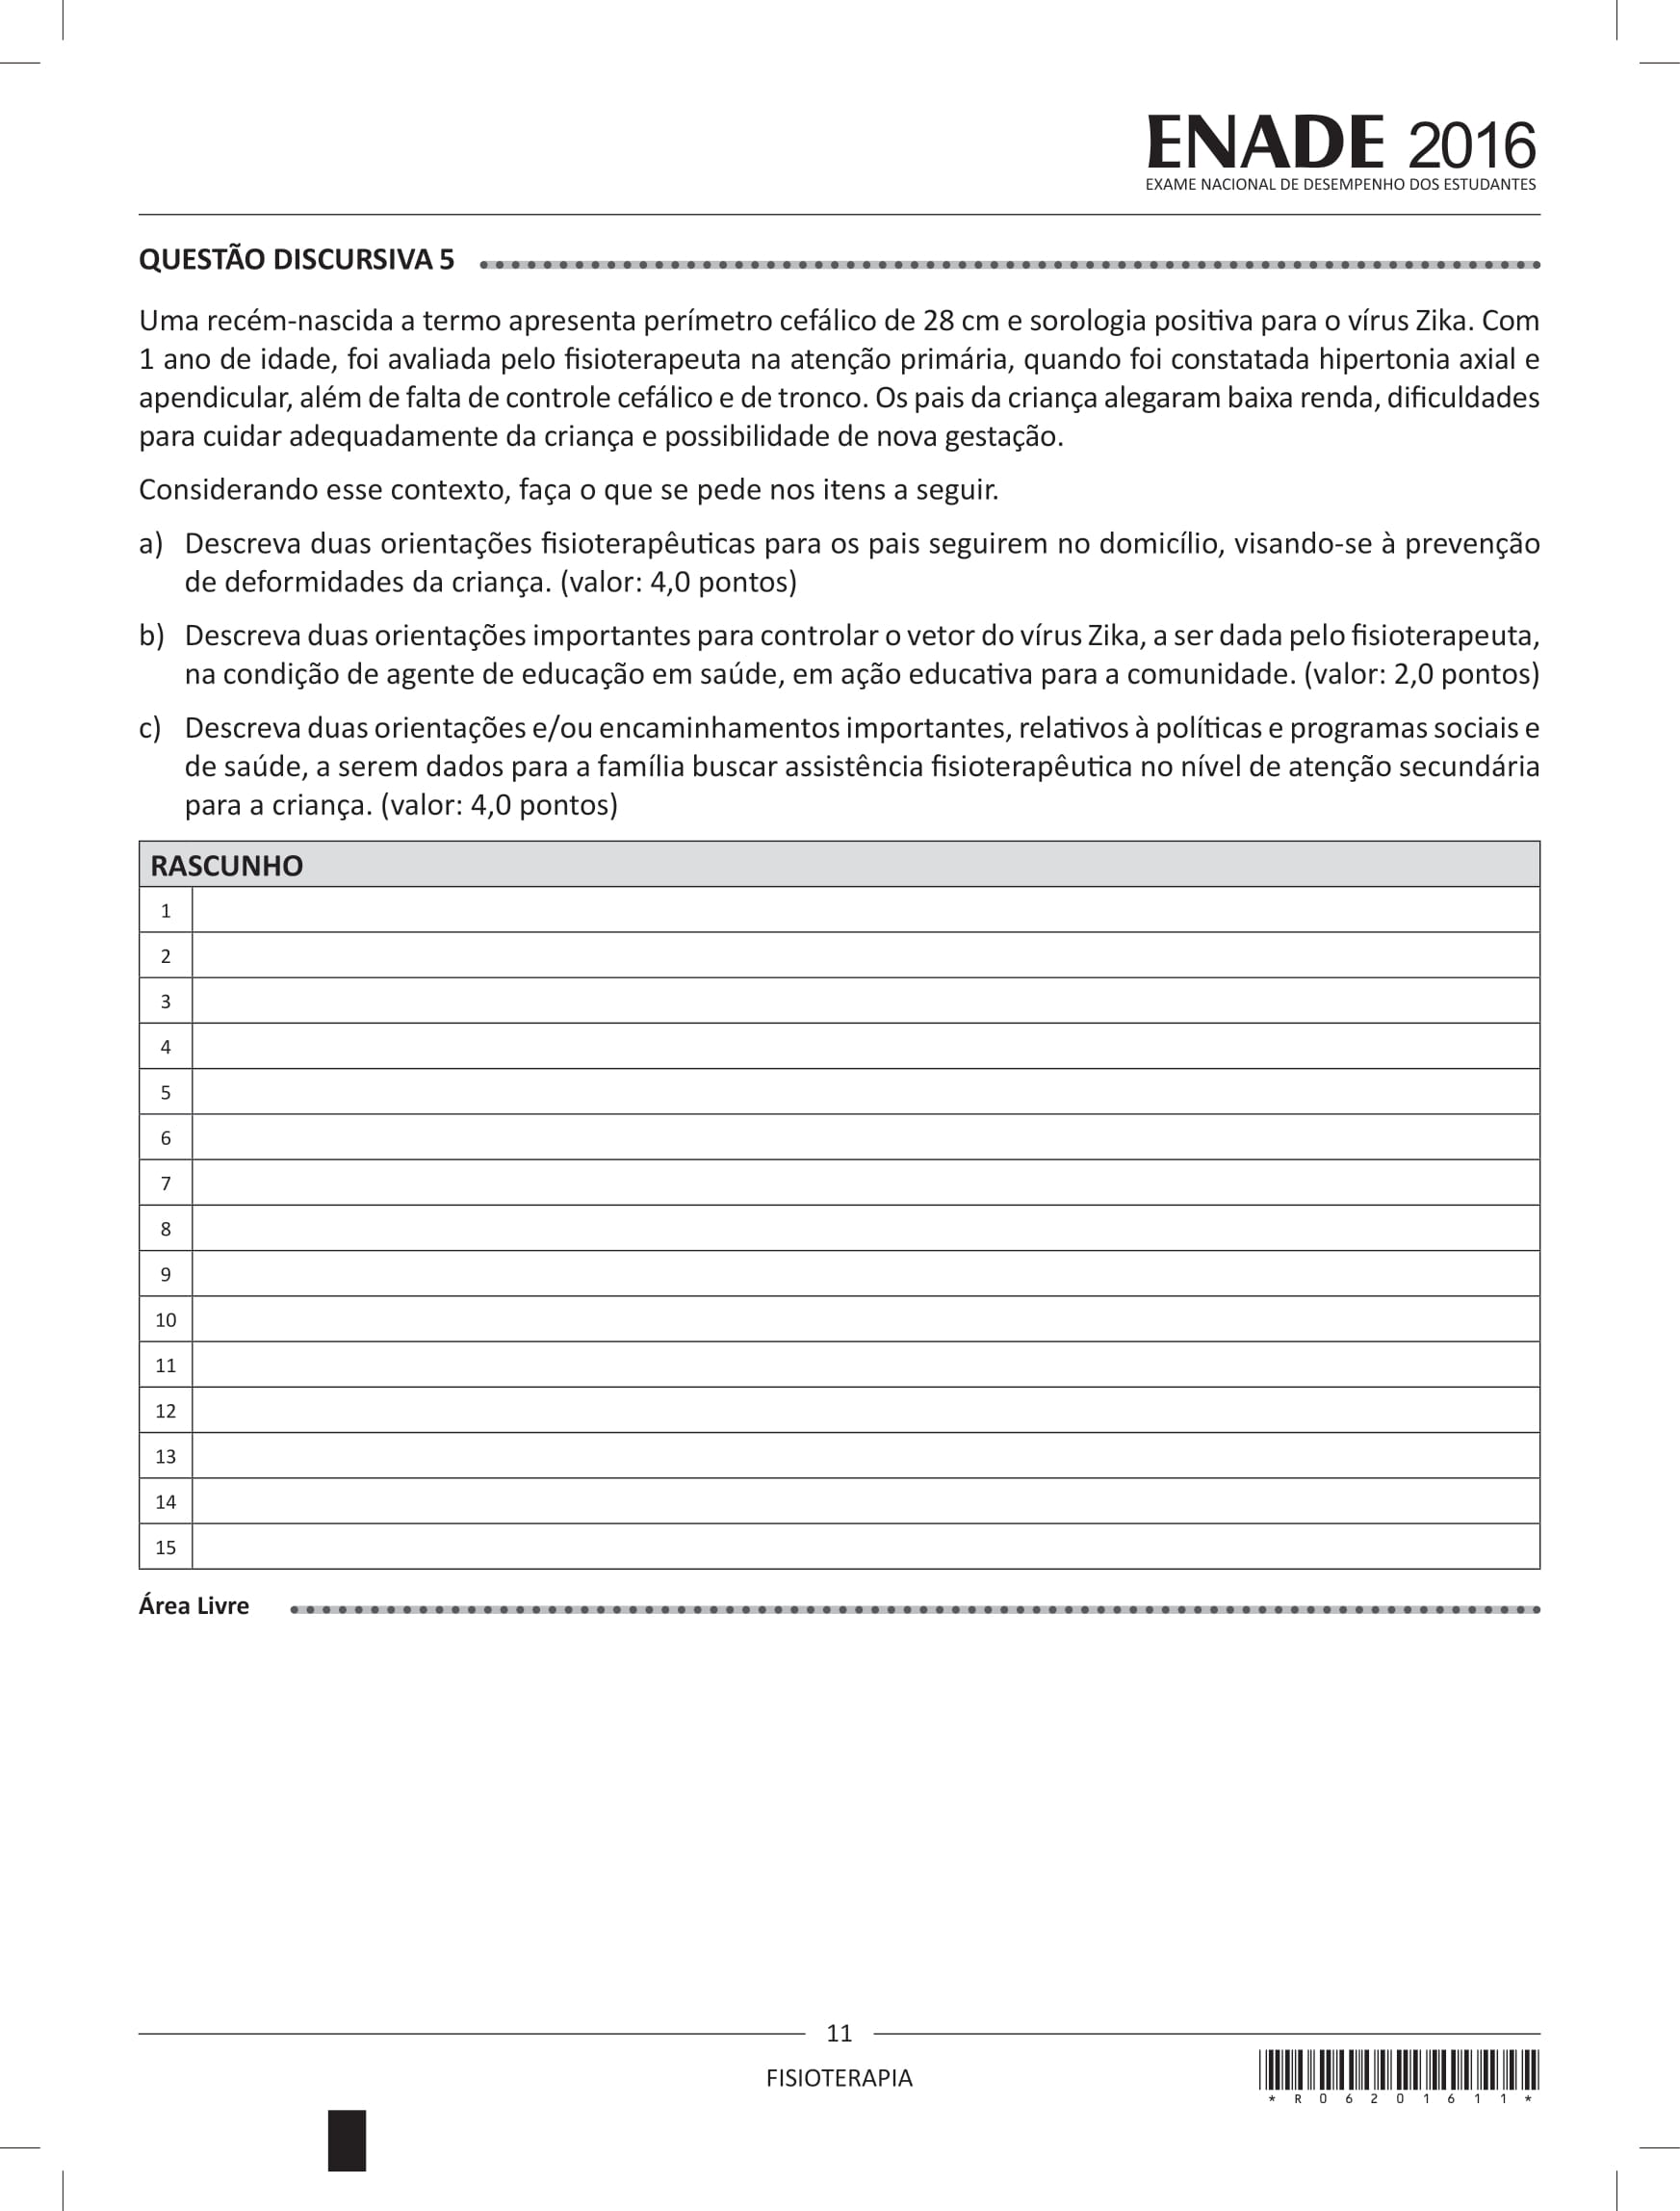 ENADE 2016
EXAME NACIONAL DE DESEMPENHO DOS ESTUDANTES
QUESTÃO DISCURSIVA 5
Uma recém-nascida a termo apresenta perímetro cefálico de 28 cm e sorologia positiva para o vírus Zika. Com
1 ano de idade, foi avaliada pelo fisioterapeuta na atenção primária, quando foi constatada hipertonia axial e
apendicular, além de falta de controle cefálico e de tronco. Os pais da criança alegaram baixa renda, dificuldades
para cuidar adequadamente da criança e possibilidade de nova gestação.
Considerando esse contexto, faça o que se pede nos itens a seguir.
a) Descreva duas orientações fisioterapêuticas para os pais seguirem no domicílio, visando-se à prevenção
de deformidades da criança. (valor: 4,0 pontos)
b) Descreva duas orientações importantes para controlar o vetor do vírus Zika, a ser dada pelo fisioterapeuta,
na condição de agente de educação em saúde, em ação educativa para a comunidade. (valor: 2,0 pontos)
c) Descreva duas orientações e/ou encaminhamentos importantes, relativos à políticas e programas sociais e
de saúde, a serem dados para a família buscar assistência fisioterapêutica no nível de atenção secundária
para a criança. (valor: 4,0 pontos)
RASCUNHO
1
2
3
4
5
6
7
8
9
10
11
12
13
14
15
Área Livre
11
FISIOTERAPIA
* R 0 6 2 0 1 6 1 1 *